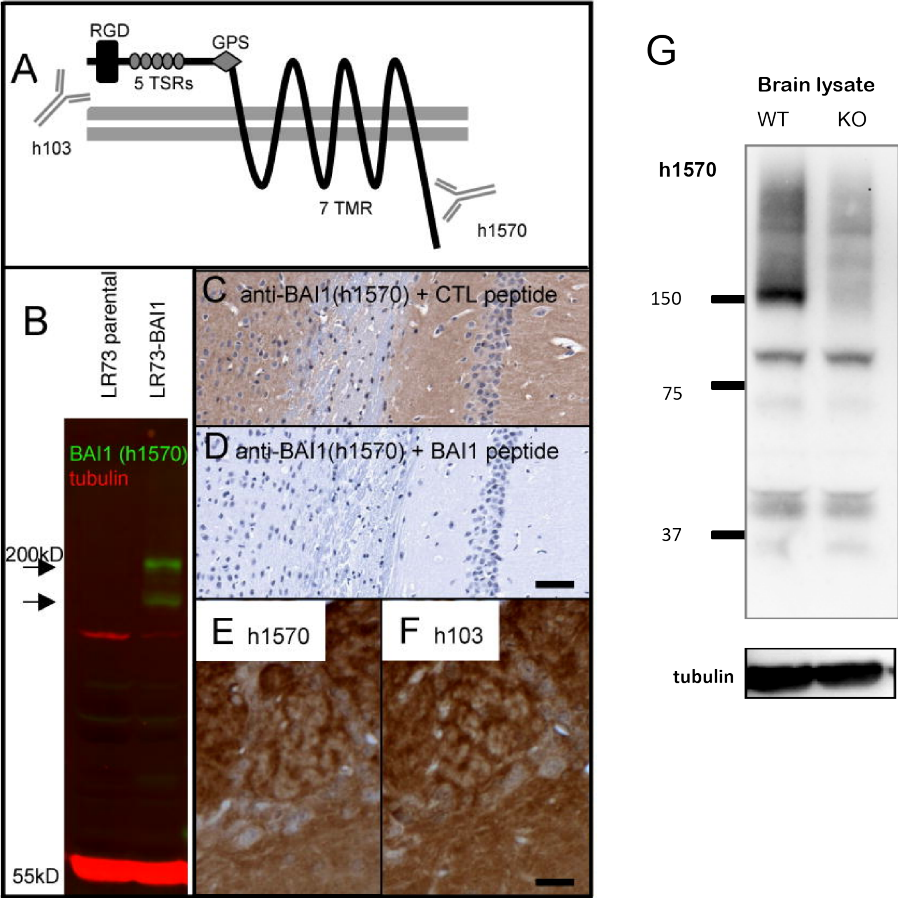 A
RGD
GPS
5 TSRs
h103
7 TMR
h1570
B
LR73 parental
LR73-BAI1
BAI1 (h1570)
tubulin
200kD
55kD
C anti-BAI1(h1570) + CTL peptide
D anti-BAI1(h1570) + BAI1 peptide
E h1570
F h103
G
Brain lysate
WT KO
h1570
150
75
37
tubulin